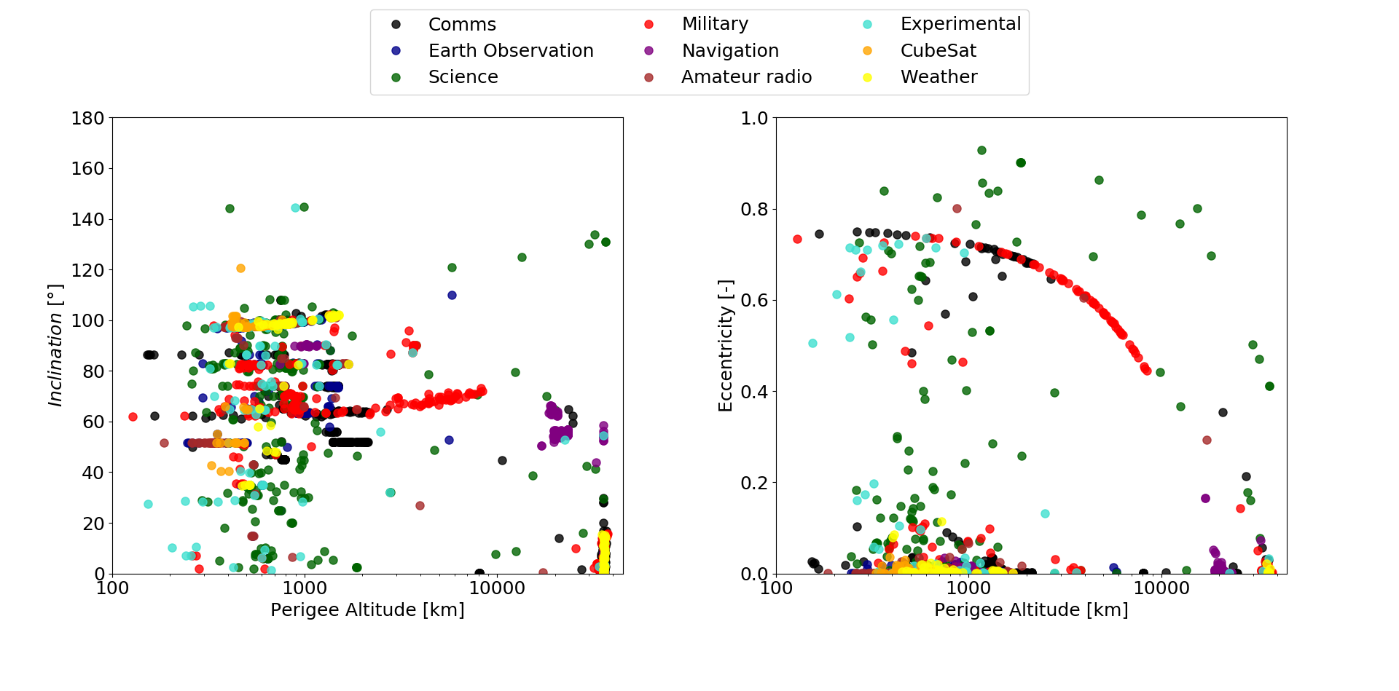 Comms Military Experimental
Earth Observation Navigation CubeSat
Science Amateur radio Weather
180
160
140
120
100
80
60
40
20
0
Inclination [°]
100 1000 10000
Perigee Altitude [km]
1.0
0.8
0.6
0.4
0.2
0.0
Eccentricity [-]
100 1000 10000
Perigee Altitude [km]